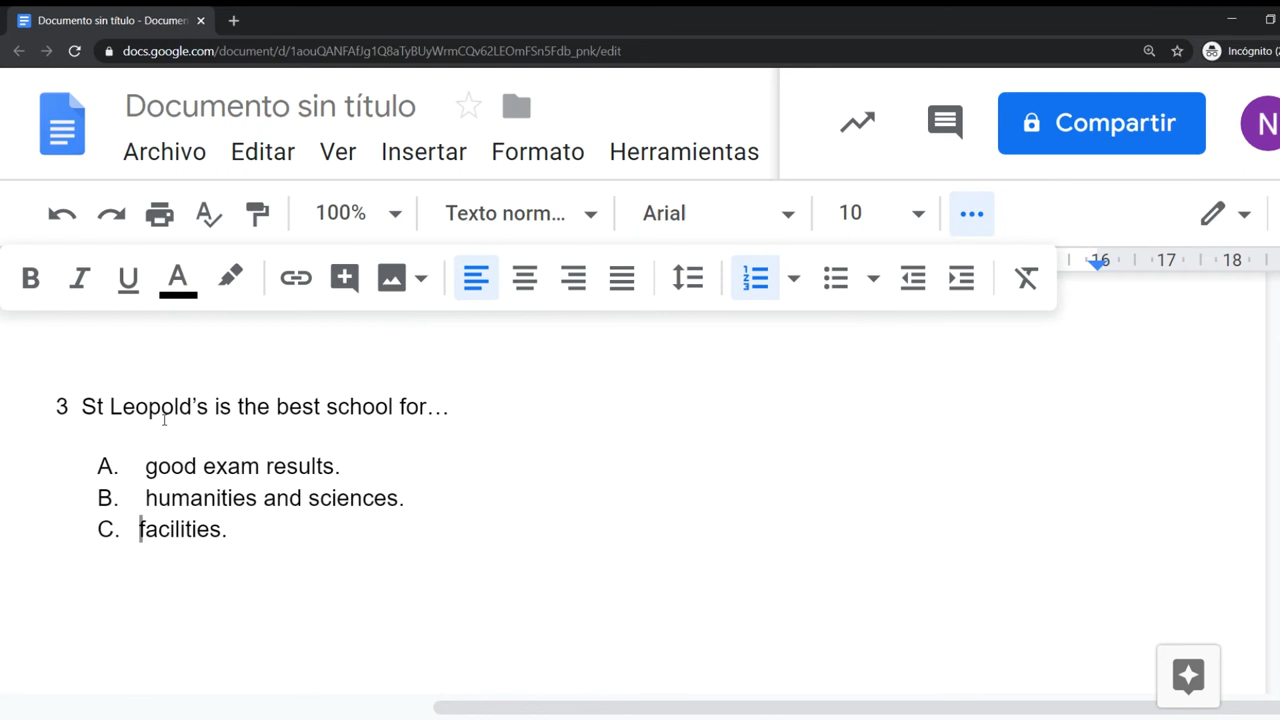 Documento sin título - Documen
docs.google.com/document/d/1aouQANFAfJg1Q8aTyBUyWrmCQv62LEOmFSn5Fdb_pnk/edit
Incógnito (2
Documento sin título
Compartir
N
Archivo Editar Ver Insertar Formato Herramientas
100% Texto norm... Arial 10
B I U A
16 17 18
3 St Leopold’s is the best school for…
A. good exam results.
B. humanities and sciences.
C. facilities.